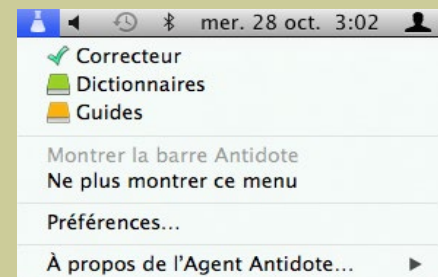 mer. 28 oct. 3:02
Correcteur
Dictionnaires
Guides
Montrer la barre Antidote
Ne plus montrer ce menu
Préférences...
À propos de l'Agent Antidote...